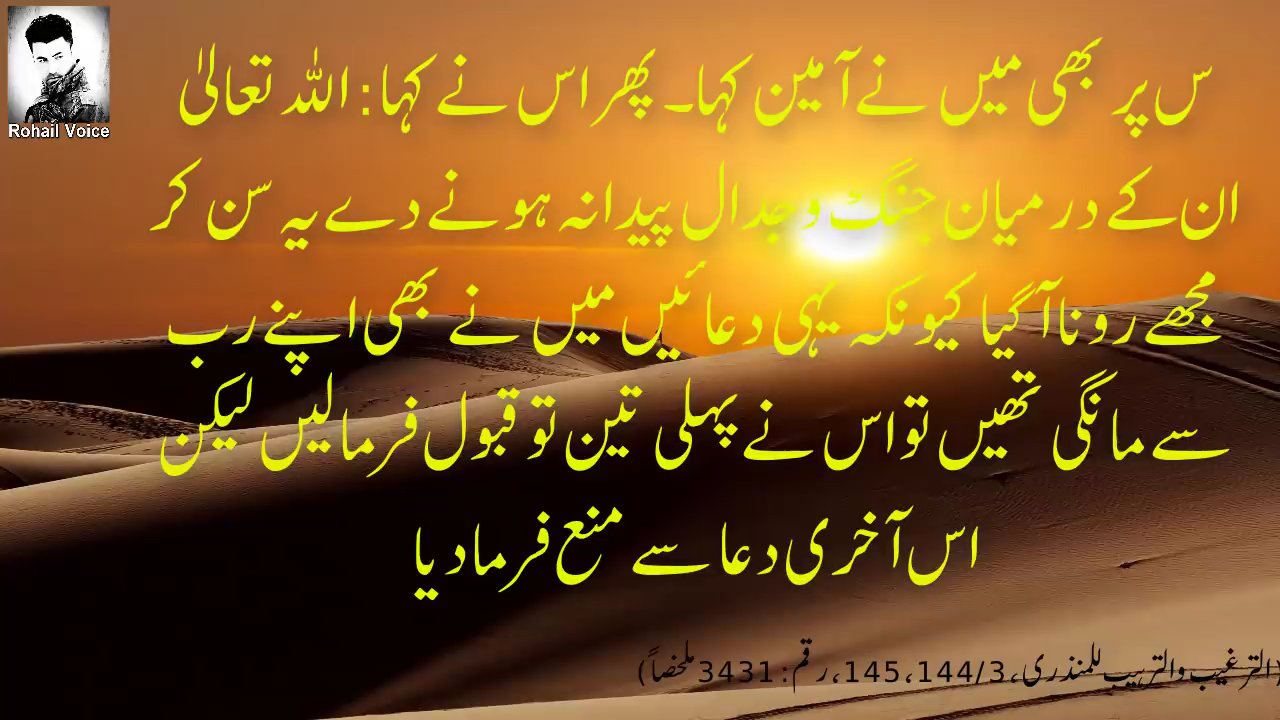 Rohail Voice
س پر بھی میں نے آمین کہا۔ پھر اس نے کہا: اللہ تعالیٰ
ان کے درمیان جنگ وجدال پیدا نہ ہونے دے یہ سن کر
مجھے رونا آگیا کیونکہ یہی دعائیں میں نے بھی اپنے رب
سے مانگی تھیں تو اس نے پہلی تین تو قبول فرمالیں لیکن
اس آخری دعا سے منع فرمادیا
(الترغیب والترہیب للمنذری،144/3،145،رقم: 3431 ملخصاً)